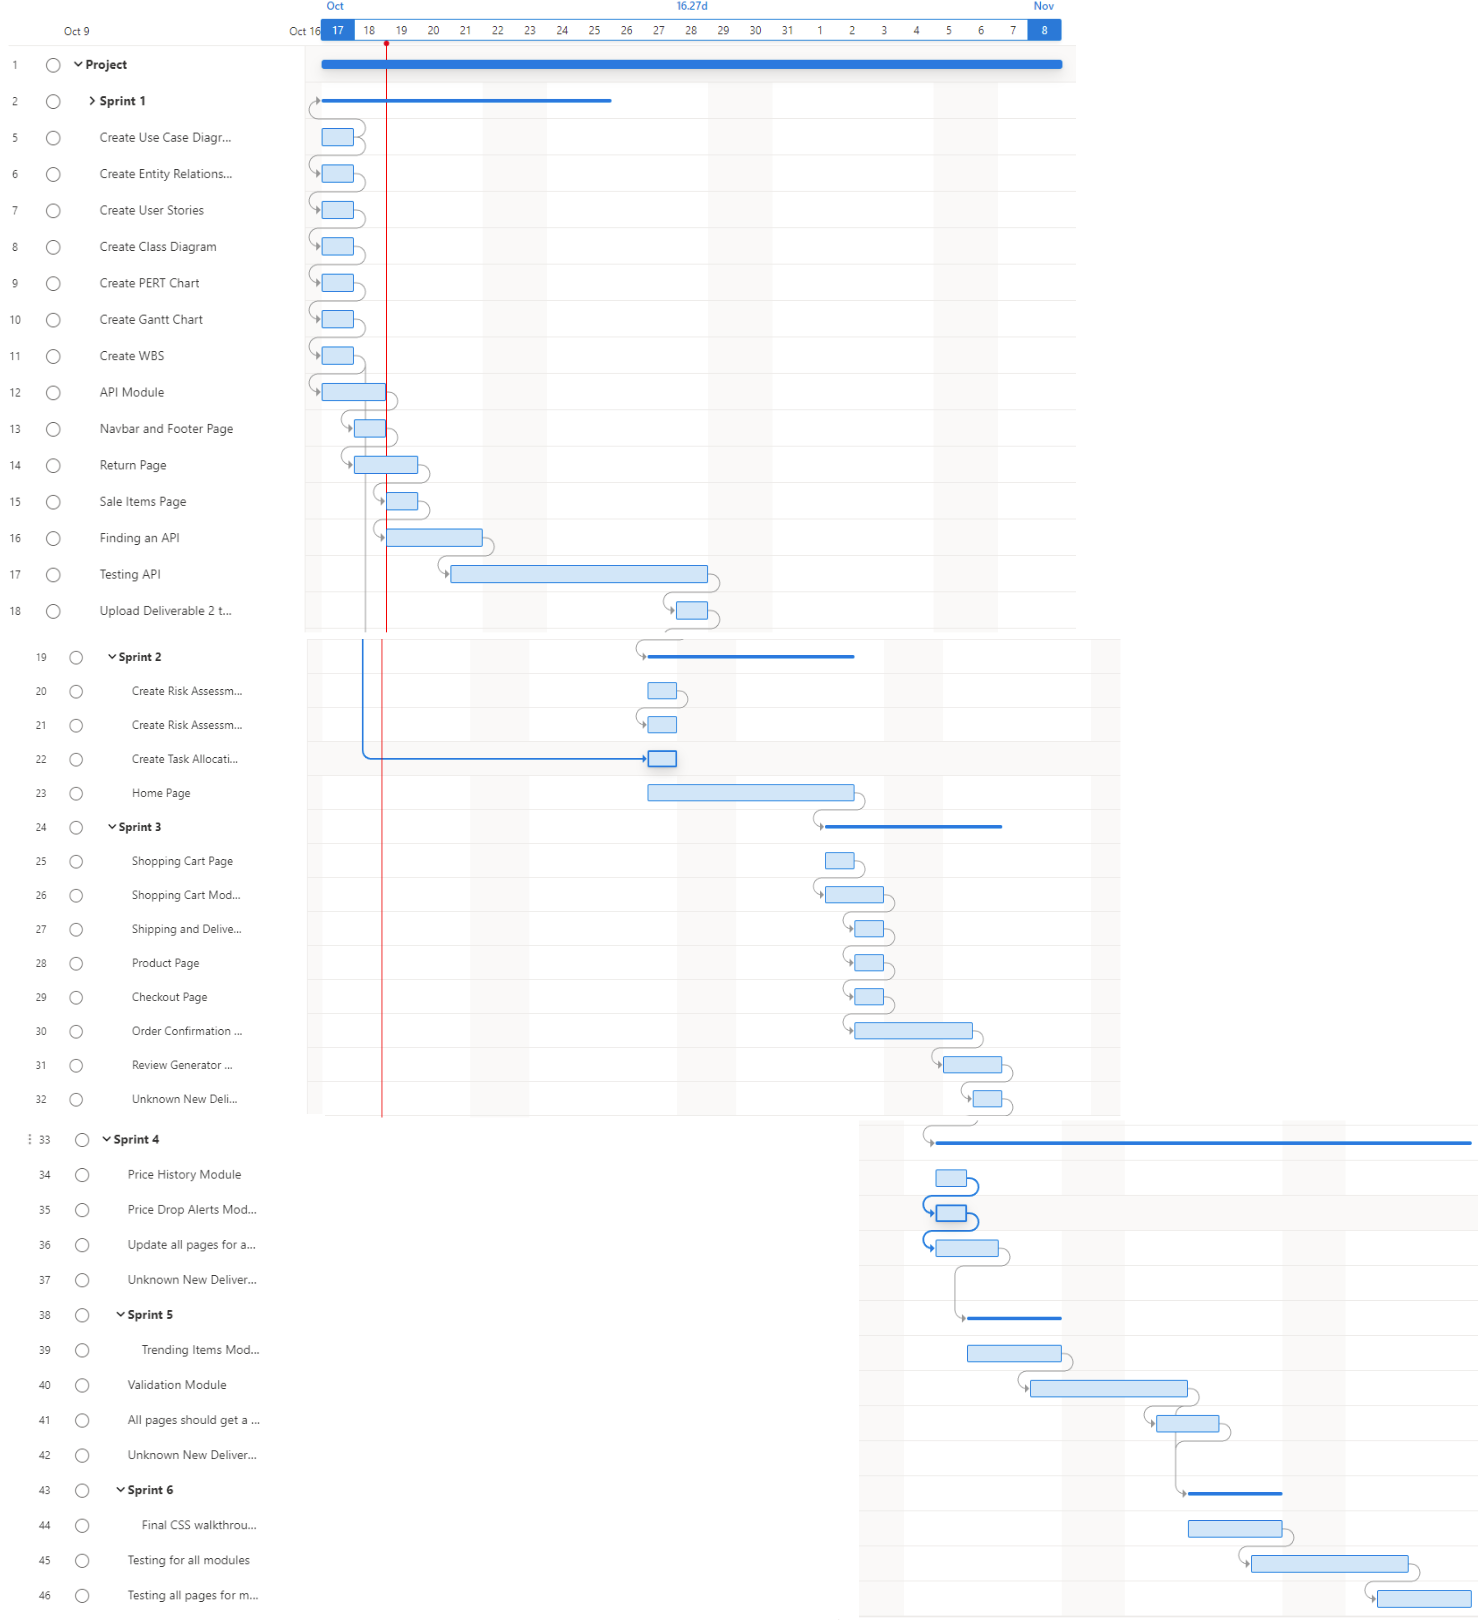 Oct 16.27d Nov
Oct 9 Oct 16 17 18 19 20 21 22 23 24 25 26 27 28 29 30 31 1 2 3 4 5 6 7 8
1 Project
2 Sprint 1
5 Create Use Case Diagr...
6 Create Entity Relations...
7 Create User Stories
8 Create Class Diagram
9 Create PERT Chart
10 Create Gantt Chart
11 Create WBS
12 API Module
13 Navbar and Footer Page
14 Return Page
15 Sale Items Page
16 Finding an API
17 Testing API
18 Upload Deliverable 2 t...
19 Sprint 2
20 Create Risk Assessm...
21 Create Risk Assessm...
22 Create Task Allocati...
23 Home Page
24 Sprint 3
25 Shopping Cart Page
26 Shopping Cart Mod...
27 Shipping and Delive...
28 Product Page
29 Checkout Page
30 Order Confirmation ...
31 Review Generator ...
32 Unknown New Deli...
33 Sprint 4
34 Price History Module
35 Price Drop Alerts Mod...
36 Update all pages for a...
37 Unknown New Deliver...
38 Sprint 5
39 Trending Items Mod...
40 Validation Module
41 All pages should get a ...
42 Unknown New Deliver...
43 Sprint 6
44 Final CSS walkthrou...
45 Testing for all modules
46 Testing all pages for m...